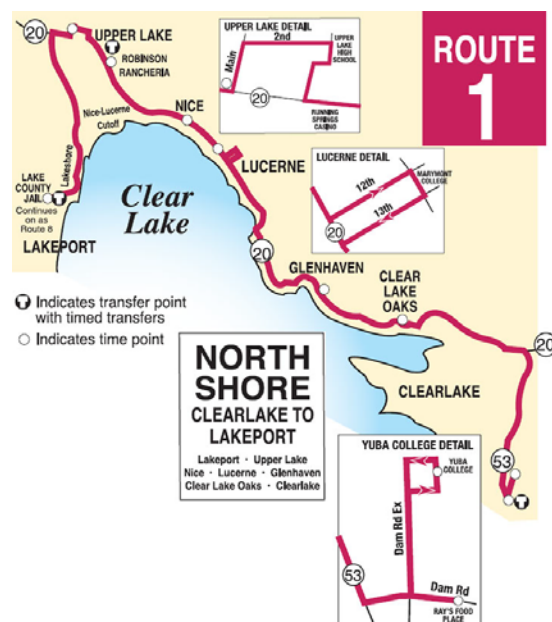 ROUTE
1
20
UPPER LAKE
ROBINSON
RANCHERIA
UPPER LAKE DETAIL
2nd
Main
UPPER
LAKE
HIGH
SCHOOL
20
RUNNING
SPRINGS
CASINO
Nice-Lucerne
Cutoff
NICE
LUCERNE
Lakeshore
LAKE
COUNTY
JAIL
Continues
on as
Route 8
LAKEPORT
Clear
Lake
LUCERNE DETAIL
12th
MARYMONT
COLLEGE
13th
20
20
GLENHAVEN
CLEAR
LAKE
OAKS
20
Indicates transfer point
with timed transfers
Indicates time point
NORTH
SHORE
CLEARLAKE TO
LAKEPORT
Lakeport · Upper Lake
Nice · Lucerne · Glenhaven
Clear Lake Oaks · Clearlake
CLEARLAKE
53
YUBA COLLEGE DETAIL
YUBA
COLLEGE
Dam Rd Ex
53
Dam Rd
RAY'S FOOD
PLACE